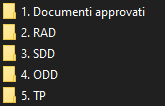 1. Documenti approvati
2. RAD
3. SDD
4. ODD
5. TP